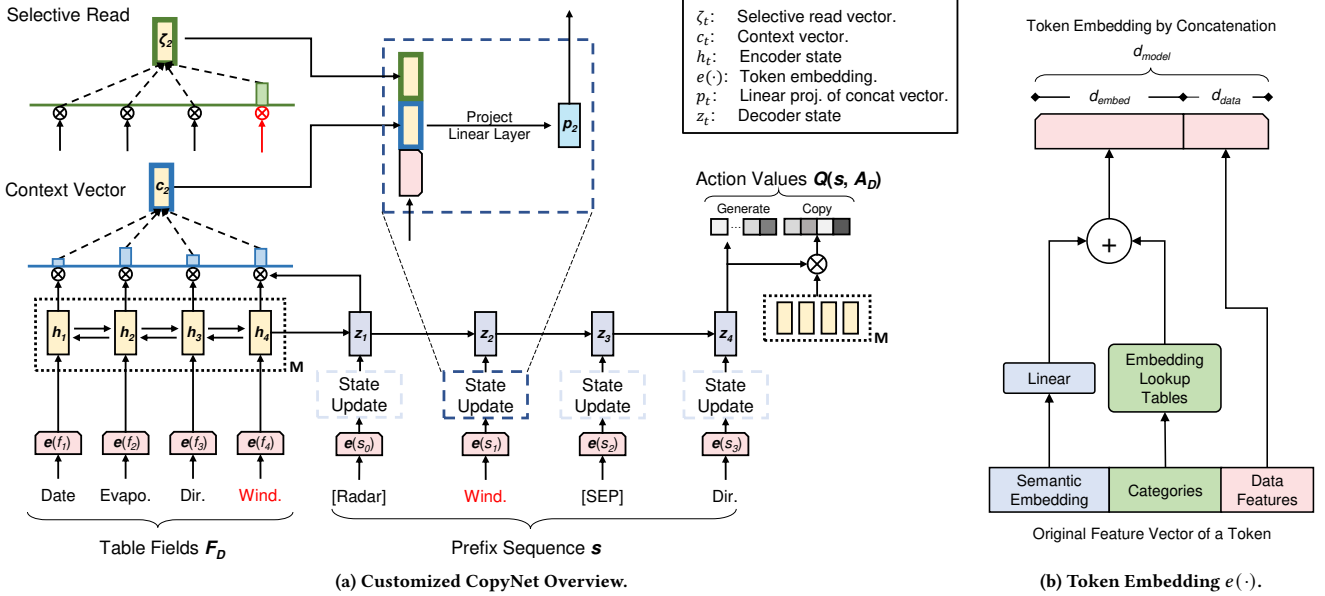 Selective Read
ζ2
Context Vector
c2
h1
h2
h3
h4
M
e(f1)
e(f2)
e(f3)
e(f4)
Date
Evapo.
Dir.
Wind.
Table Fields FD
Project
Linear Layer
p2
z1
z2
z3
z4
State
Update
State
Update
State
Update
State
Update
e(s0)
e(s1)
e(s2)
e(s3)
[Radar]
Wind.
[SEP]
Dir.
Prefix Sequence s
ζt: Selective read vector.
ct: Context vector.
ht: Encoder state
e(·): Token embedding.
pt: Linear proj. of concat vector.
zt: Decoder state
Action Values Q(s, AD)
Generate
Copy
...
M
(a) Customized CopyNet Overview.
Token Embedding by Concatenation
dmodel
dembed
ddata
+
Linear
Embedding
Lookup
Tables
Semantic
Embedding
Categories
Data
Features
Original Feature Vector of a Token
(b) Token Embedding e(·).